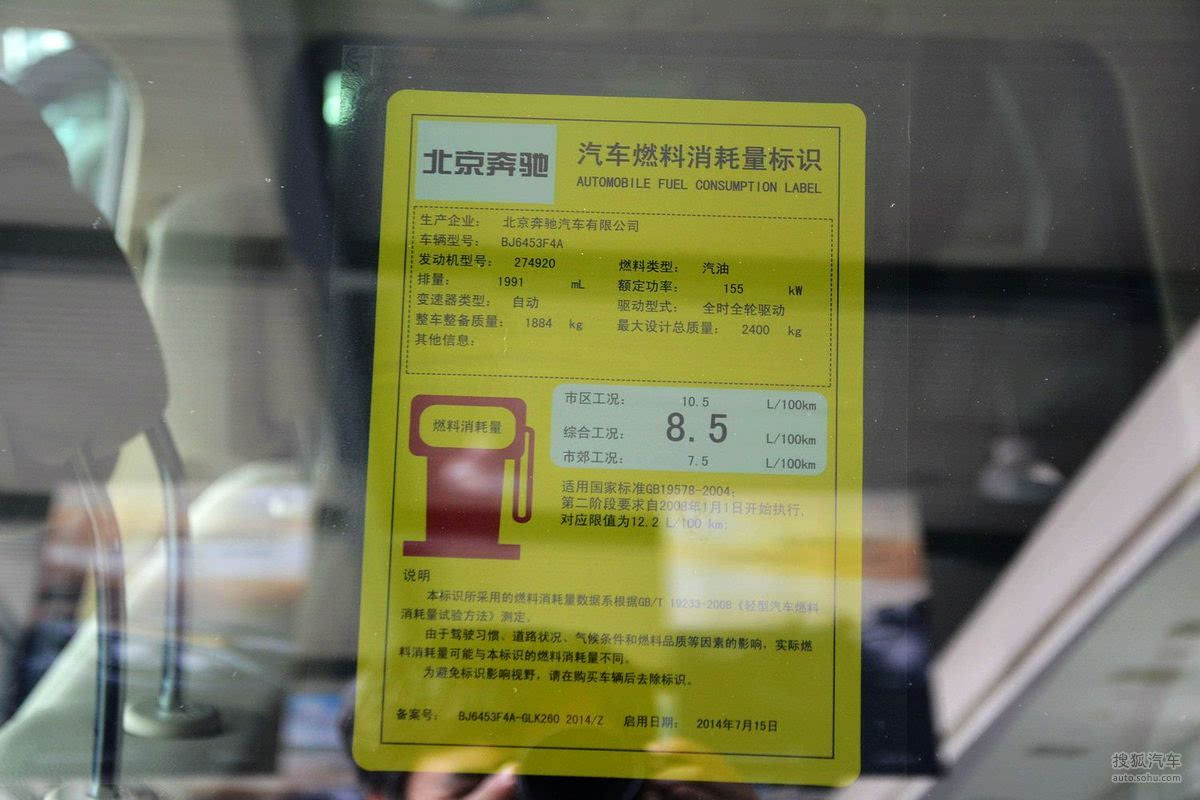 北京奔驰
汽车燃料消耗量标识
AUTOMOBILE FUEL CONSUMPTION LABEL
生产企业: 北京奔驰汽车有限公司
车辆型号: BJ6453F4A
发动机型号: 274920 燃料类型: 汽油
排量: 1991 mL 额定功率: 155 kW
变速器类型: 自动 驱动型式: 全时全轮驱动
整车整备质量: 1884 kg 最大设计总质量: 2400 kg
其他信息:
燃料消耗量
市区工况: 10.5 L/100km
综合工况: 8.5 L/100km
市郊工况: 7.5 L/100km
适用国家标准GB19578-2004;
第二阶段要求自2008年1月1日开始执行,
对应限值为12.2 L/100 km;
说明
本标识所采用的燃料消耗量数据系根据GB/T 19233-2008《轻型汽车燃料
消耗量试验方法》测定。
由于驾驶习惯、道路状况、气候条件和燃料品质等因素的影响, 实际燃
料消耗量可能与本标识的燃料消耗量不同。
为避免标识影响视野, 请在购买车辆后去除标识。
备案号: BJ6453F4A-GLK260 2014/Z 启用日期: 2014年7月15日
搜狐汽车
auto.sohu.com